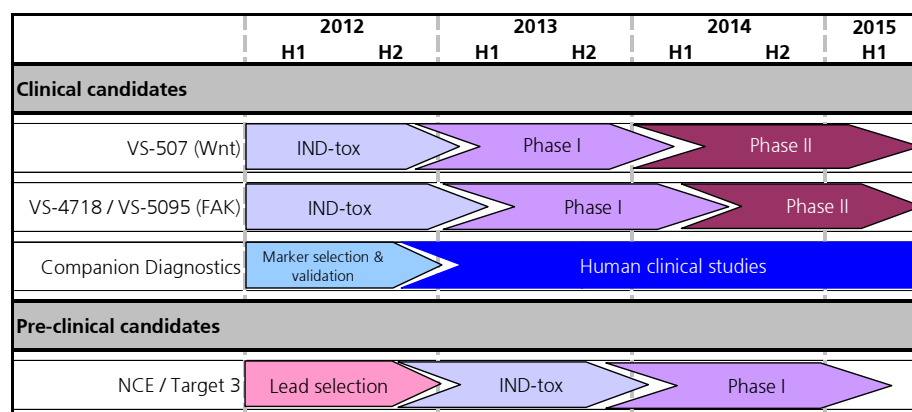 2012 2013 2014 2015
H1 H2 H1 H2 H1 H2 H1
Clinical candidates
VS-507 (Wnt) IND-tox Phase I Phase II
VS-4718 / VS-5095 (FAK) IND-tox Phase I Phase II
Companion Diagnostics Marker selection &
validation Human clinical studies
Pre-clinical candidates
NCE / Target 3 Lead selection IND-tox Phase I